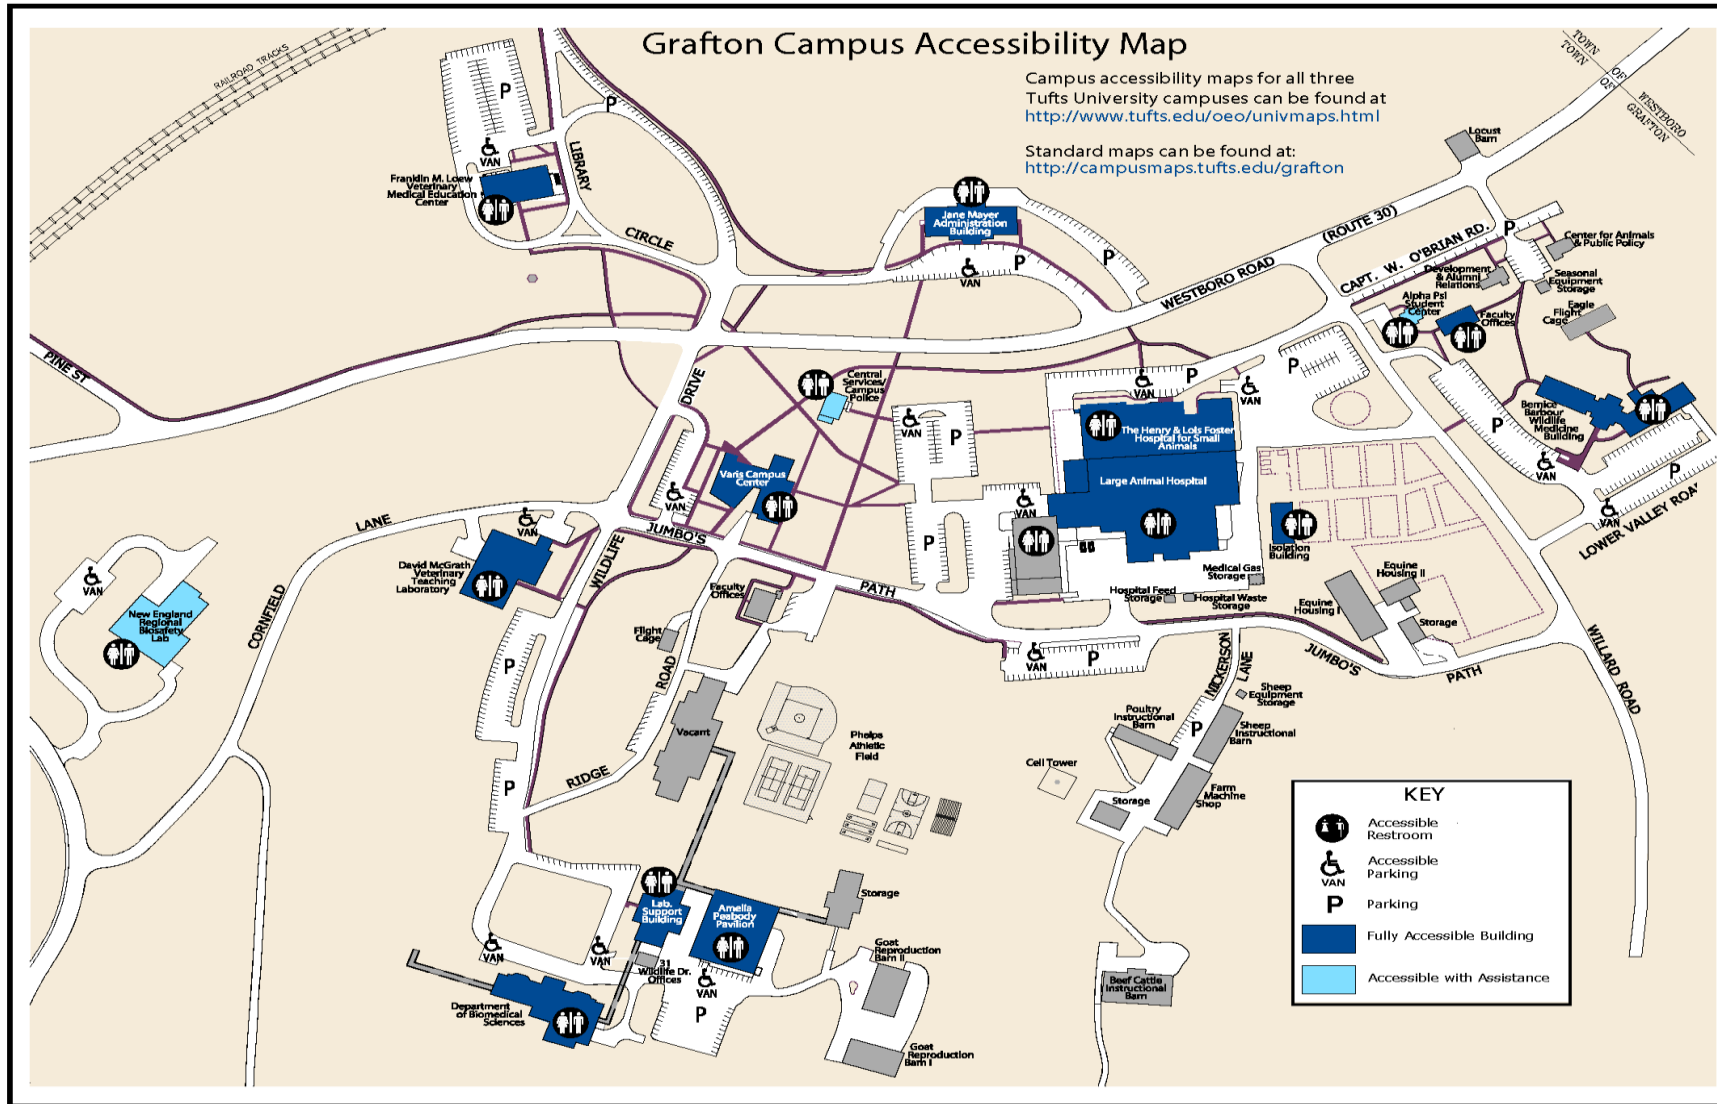 Grafton Campus Accessibility Map
Campus accessibility maps for all three
Tufts University campuses can be found at
http://www.tufts.edu/oeo/univmaps.html
Standard maps can be found at:
http://campusmaps.tufts.edu/grafton
RAILROAD TRACKS
TOWN OF WESTBORO
TOWN OF GRAFTON
P
P
VAN
LIBRARY
CIRCLE
Franklin M. Loew
Veterinary
Medical Education
Center
Jane Mayer
Administration
Building
VAN
P
P
Locust
Barn
WESTBORO ROAD
(ROUTE 30)
CAPT. W. O'BRIAN RD.
P
Center for Animals
& Public Policy
Development
& Alumni
Relations
Seasonal
Equipment
Storage
Alpha Psi
Student
Center
Faculty
Offices
Eagle
Flight
Cage
PINE ST
DRIVE
Central
Services/
Campus
Police
VAN
P
VAN
P
VAN
P
The Henry & Lois Foster
Hospital for Small
Animals
Large Animal Hospital
P
Bernice
Barbour
Wildlife
Medicine
Building
VAN
P
VAN
LOWER VALLEY ROA
Varis Campus
Center
VAN
VAN
P
Isolation
Building
LANE
VAN
JUMBO'S
WILDLIFE
PATH
David McGrath
Veterinary
Teaching
Laboratory
VAN
New England
Regional
Biosafety
Lab
CORNFIELD
Faculty
Offices
Flight
Cage
Medical Gas
Storage
Hospital Feed
Storage
Hospital Waste
Storage
Equine
Housing II
Equine
Housing I
Storage
VAN
P
NICKERSON
LANE
JUMBO'S
PATH
WILLARD ROAD
P
ROAD
Vacant
Phelps
Athletic
Field
Sheep
Equipment
Storage
Poultry
Instructional
Barn
P
Sheep
Instructional
Barn
Cell Tower
Storage
Farm
Machine
Shop
P
RIDGE
Lab.
Support
Building
Amelia
Peabody
Pavilion
Storage
VAN
VAN
31
Wildlife Dr.
Offices
VAN
P
Goat
Reproduction
Barn II
Goat
Reproduction
Barn I
Department
of Biomedical
Sciences
Beef Cattle
Instructional
Barn
KEY
Accessible
Restroom
VAN
Accessible
Parking
P
Parking
Fully Accessible Building
Accessible with Assistance